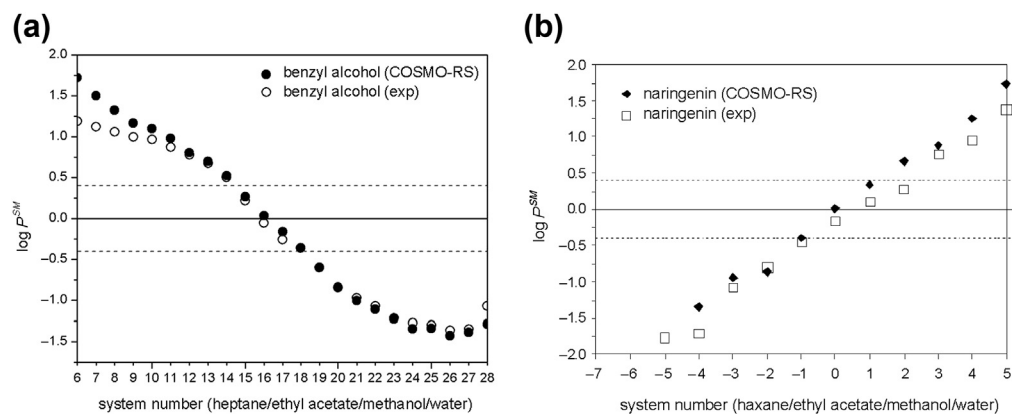 (a)
2.0
1.5
1.0
0.5
0.0
−0.5
−1.0
−1.5
log P^SM
benzyl alcohol (COSMO-RS)
benzyl alcohol (exp)
6 7 8 9 10 11 12 13 14 15 16 17 18 19 20 21 22 23 24 25 26 27 28
system number (heptane/ethyl acetate/methanol/water)
(b)
2.0
1.5
1.0
0.5
0.0
−0.5
−1.0
−1.5
−2.0
log P^SM
naringenin (COSMO-RS)
naringenin (exp)
−7 −6 −5 −4 −3 −2 −1 0 1 2 3 4 5
system number (haxane/ethyl acetate/methanol/water)